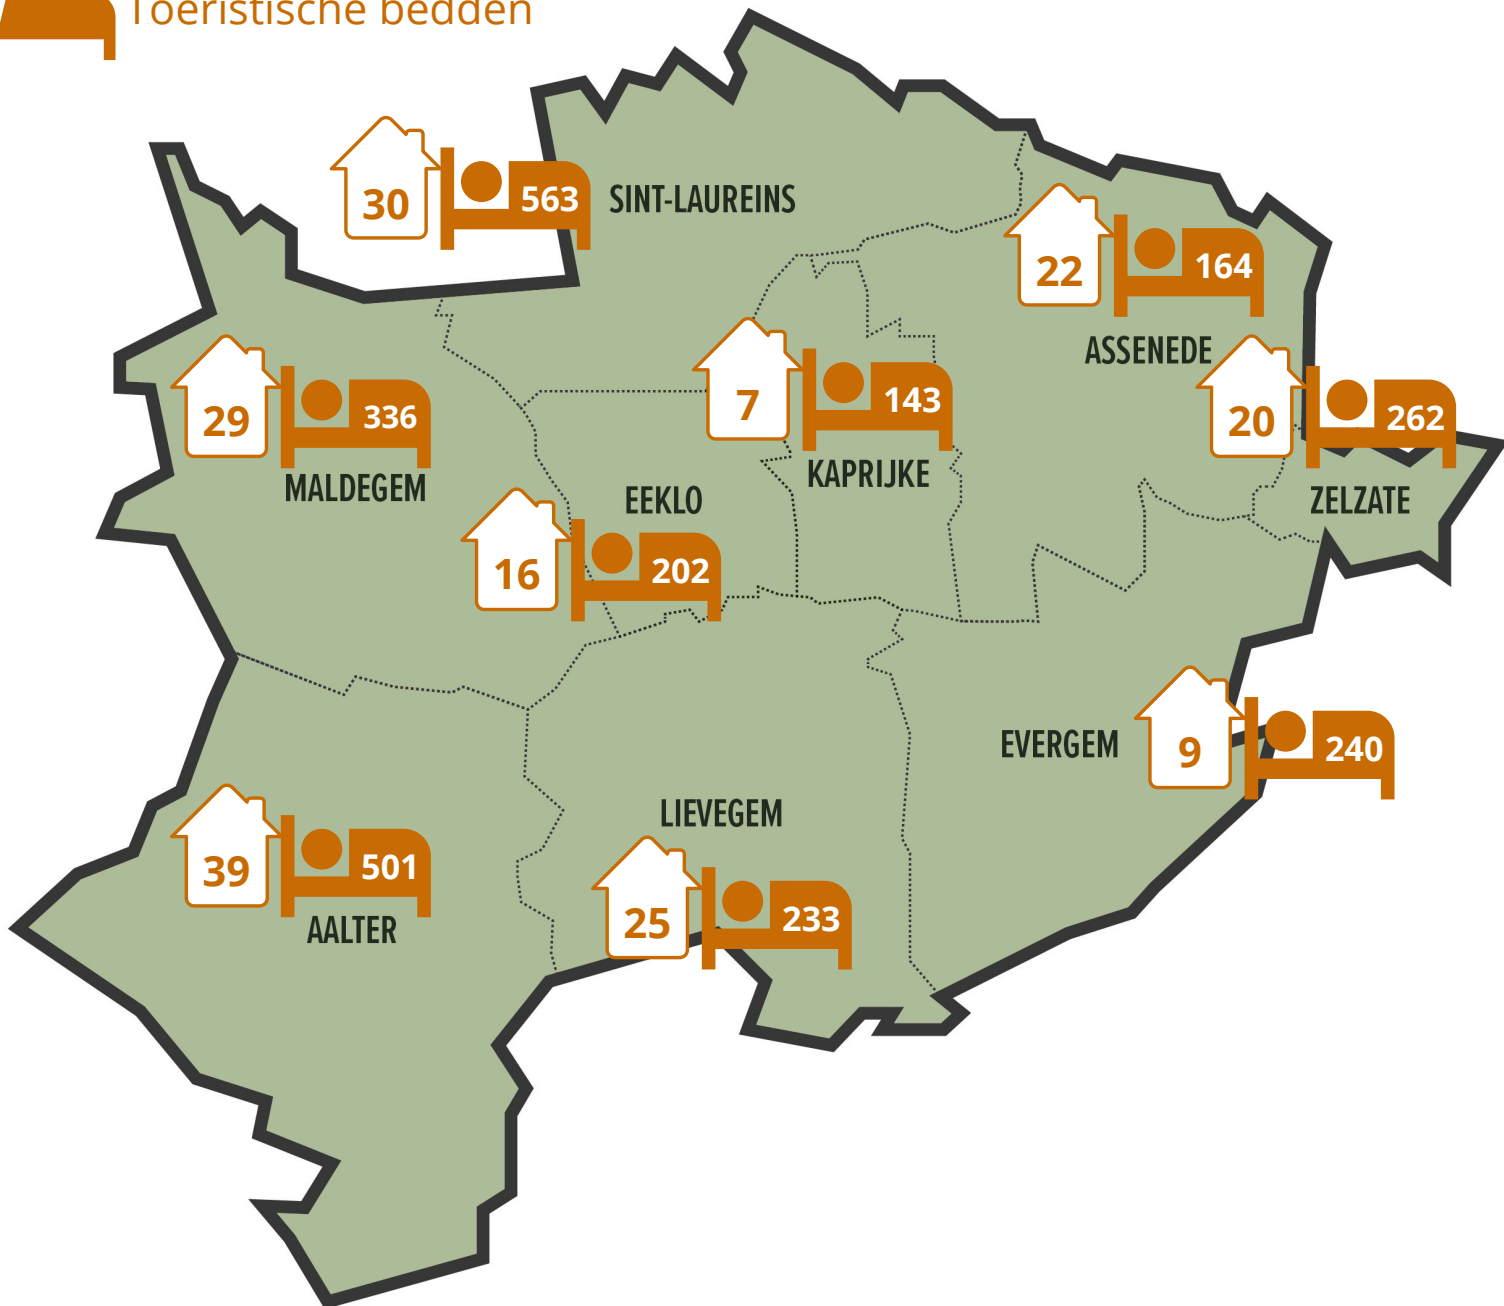 Toeristische bedden
30
563
SINT-LAUREINS
22
164
ASSENEDE
29
336
MALDEGEM
7
143
KAPRIJKE
20
262
ZELZATE
EEKLO
16
202
EVERGEM
9
240
LIEVEGEM
39
501
AALTER
25
233